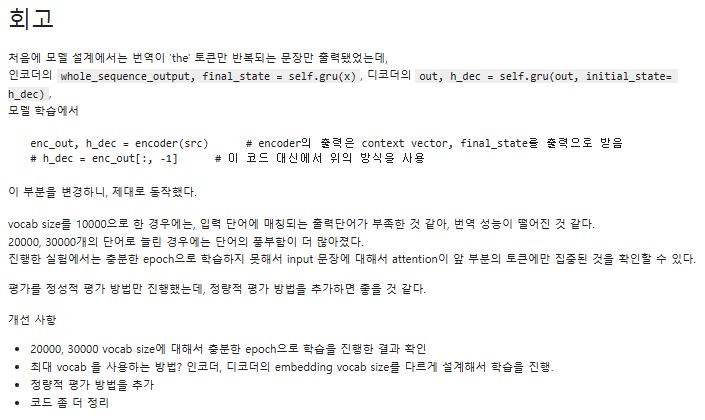 회고
처음에 모델 설계에서는 번역이 'the' 토큰만 반복되는 문장만 출력됐었는데,
인코더의 whole_sequence_output, final_state = self.gru(x), 디코더의 out, h_dec = self.gru(out, initial_state=
h_dec),
모델 학습에서
enc_out, h_dec = encoder(src)      # encoder의 출력은 context vector, final_state를 출력으로 받음
# h_dec = enc_out[:, -1]      # 이 코드 대신에서 위의 방식을 사용
이 부분을 변경하니, 제대로 동작했다.
vocab size를 10000으로 한 경우에는, 입력 단어에 매칭되는 출력단어가 부족한 것 같아, 번역 성능이 떨어진 것 같다.
20000, 30000개의 단어로 늘린 경우에는 단어의 풍부함이 더 많아졌다.
진행한 실험에서는 충분한 epoch으로 학습하지 못해서 input 문장에 대해서 attention이 앞 부분의 토큰에만 집중된 것을 확인할 수 있다.
평가를 정성적 평가 방법만 진행했는데, 정량적 평가 방법을 추가하면 좋을 것 같다.
개선 사항
• 20000, 30000 vocab size에 대해서 충분한 epoch으로 학습을 진행한 결과 확인
• 최대 vocab 을 사용하는 방법? 인코더, 디코더의 embedding vocab size를 다르게 설계해서 학습을 진행.
• 정량적 평가 방법을 추가
• 코드 좀 더 정리